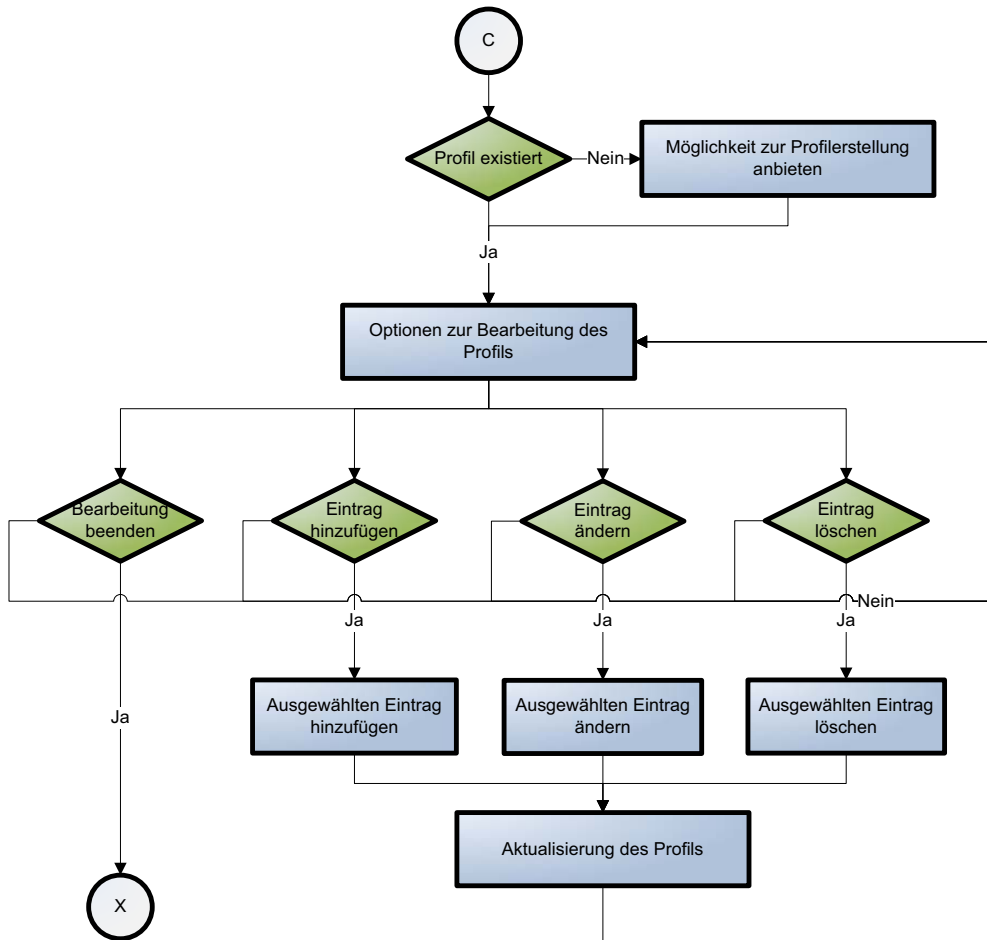 C
Profil existiert
Nein
Möglichkeit zur Profilerstellung
anbieten
Ja
Optionen zur Bearbeitung des
Profils
Bearbeitung
beenden
Eintrag
hinzufügen
Eintrag
ändern
Eintrag
löschen
Nein
Ja
Ja
Ja
Ja
Ausgewählten Eintrag
hinzufügen
Ausgewählten Eintrag
ändern
Ausgewählten Eintrag
löschen
Aktualisierung des Profils
X